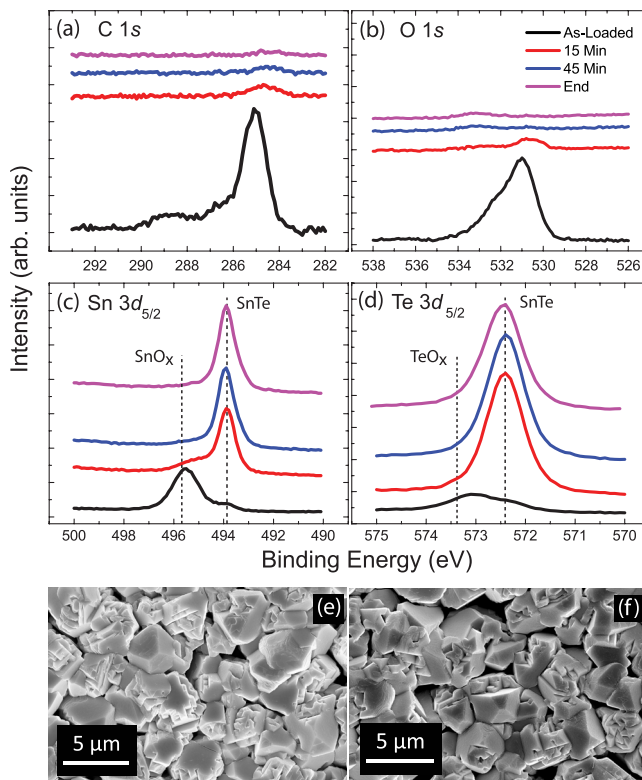 (a) C 1s
(b) O 1s
As-Loaded
15 Min
45 Min
End
292 290 288 286 284 282
538 536 534 532 530 528 526
Intensity (arb. units)
(c) Sn 3d5/2
SnTe
SnOx
(d) Te 3d5/2
SnTe
TeOx
500 498 496 494 492 490
575 574 573 572 571 570
Binding Energy (eV)
(e)
5 µm
(f)
5 µm